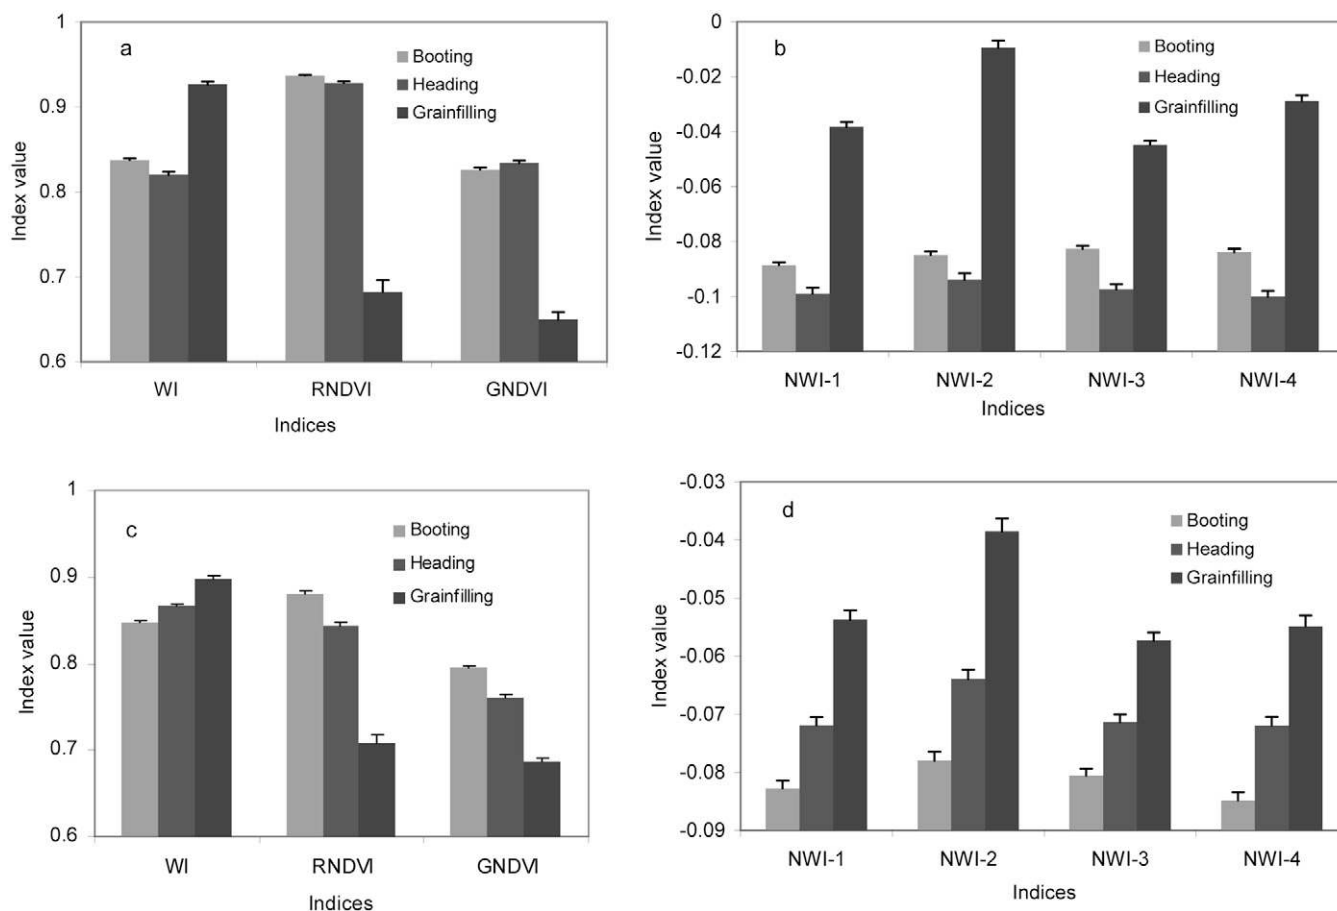 a
Booting
Heading
Grainfilling
1
0.9
0.8
0.7
0.6
Index value
WI RNDVI GNDVI
Indices
b
Booting
Heading
Grainfilling
0
-0.02
-0.04
-0.06
-0.08
-0.1
-0.12
Index value
NWI-1 NWI-2 NWI-3 NWI-4
Indices
c
Booting
Heading
Grainfilling
1
0.9
0.8
0.7
0.6
Index value
WI RNDVI GNDVI
Indices
d
Booting
Heading
Grainfilling
-0.03
-0.04
-0.05
-0.06
-0.07
-0.08
-0.09
Index value
NWI-1 NWI-2 NWI-3 NWI-4
Indices